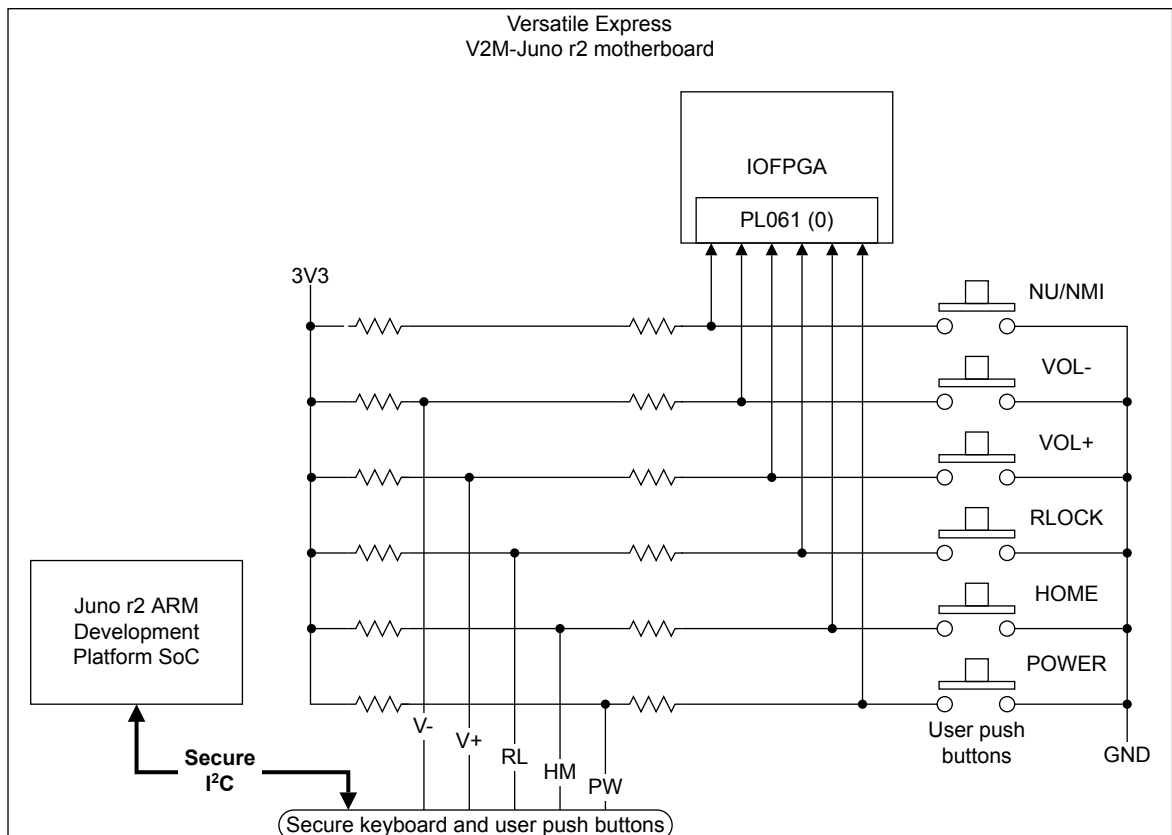 Versatile Express
V2M-Juno r2 motherboard
IOFPGA
PL061 (0)
3V3
NU/NMI
VOL-
VOL+
RLOCK
HOME
POWER
Juno r2 ARM
Development
Platform SoC
User push
buttons
GND
V-
V+
RL
HM
PW
Secure
I²C
Secure keyboard and user push buttons